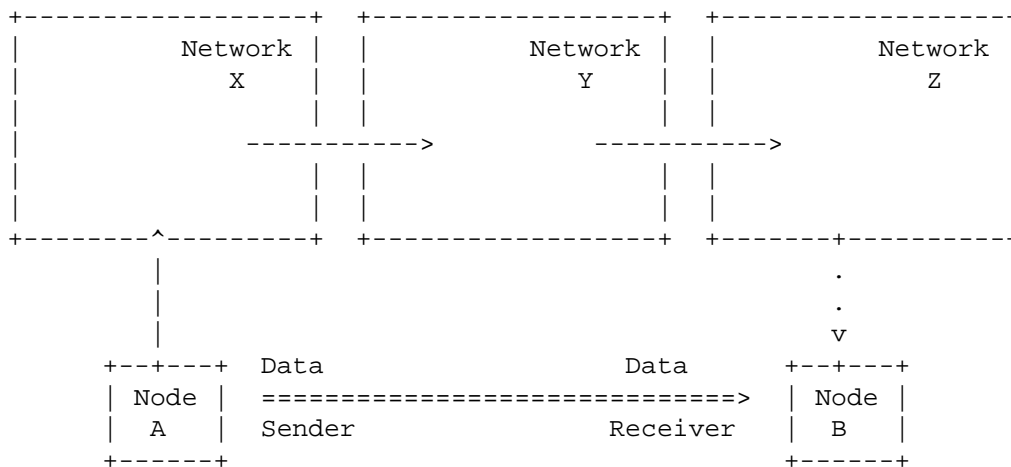 Network Network Network
X Y Z
Data Data
Node Node
A Sender Receiver B